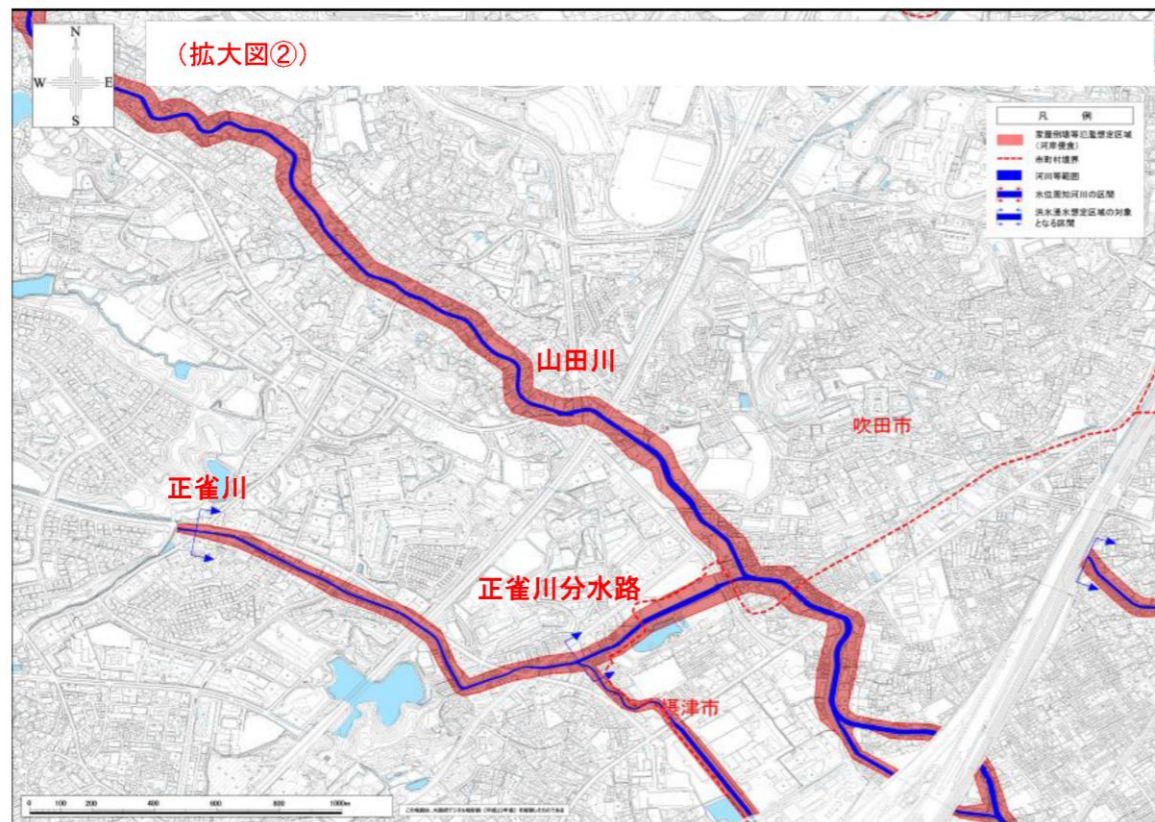 (拡大図②)
N
W E
S
凡 例
家屋倒壊等氾濫想定区域
(河岸侵食)
市町村境界
河川等範囲
水位周知河川の区間
洪水浸水想定区域の対象
となる区間
山田川
吹田市
正雀川
正雀川分水路
摂津市
0 100 200 400 600 800 1000m